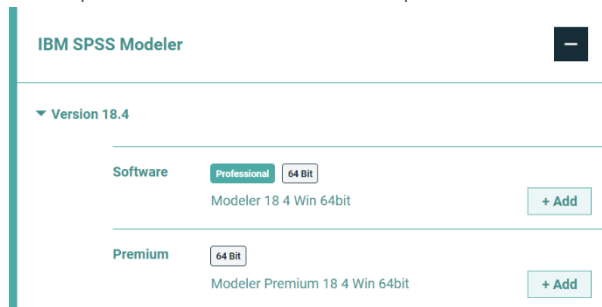 IBM SPSS Modeler
Version 18.4
Software Professional 64 Bit
Modeler 18 4 Win 64bit + Add
Premium 64 Bit
Modeler Premium 18 4 Win 64bit + Add